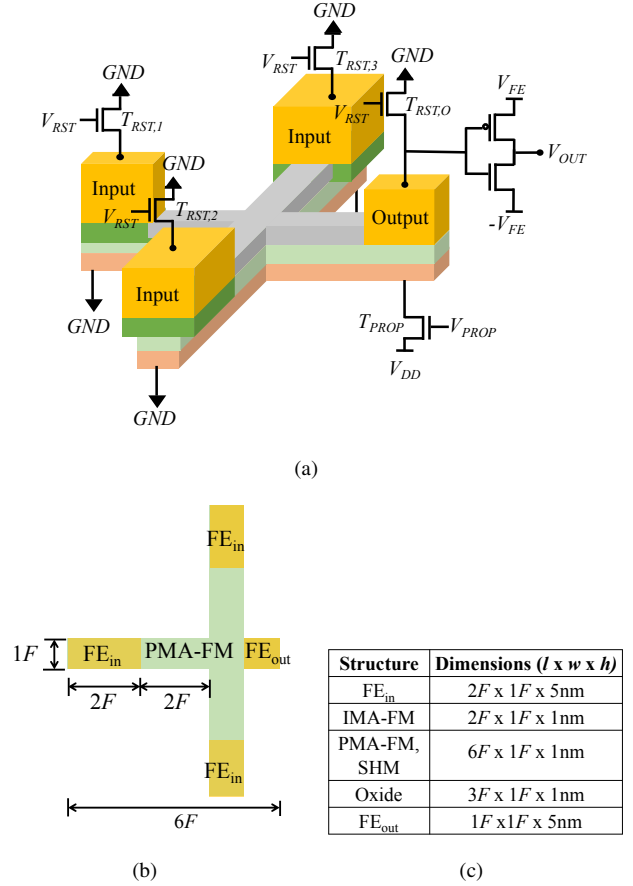 GND
V_RST T_RST,3 GND
GND
V_RST T_RST,O V_FE
V_RST T_RST,1 Input
GND V_OUT
Input
V_RST T_RST,2 Output -V_FE
Input
GND T_PROP V_PROP
V_DD
GND
(a)
FE_in
1F FE_in PMA-FM FE_out
2F 2F
FE_in
6F
(b)
Structure Dimensions (l x w x h)
FE_in 2F x 1F x 5nm
IMA-FM 2F x 1F x 1nm
PMA-FM, SHM 6F x 1F x 1nm
Oxide 3F x 1F x 1nm
FE_out 1F x1F x 5nm
(c)